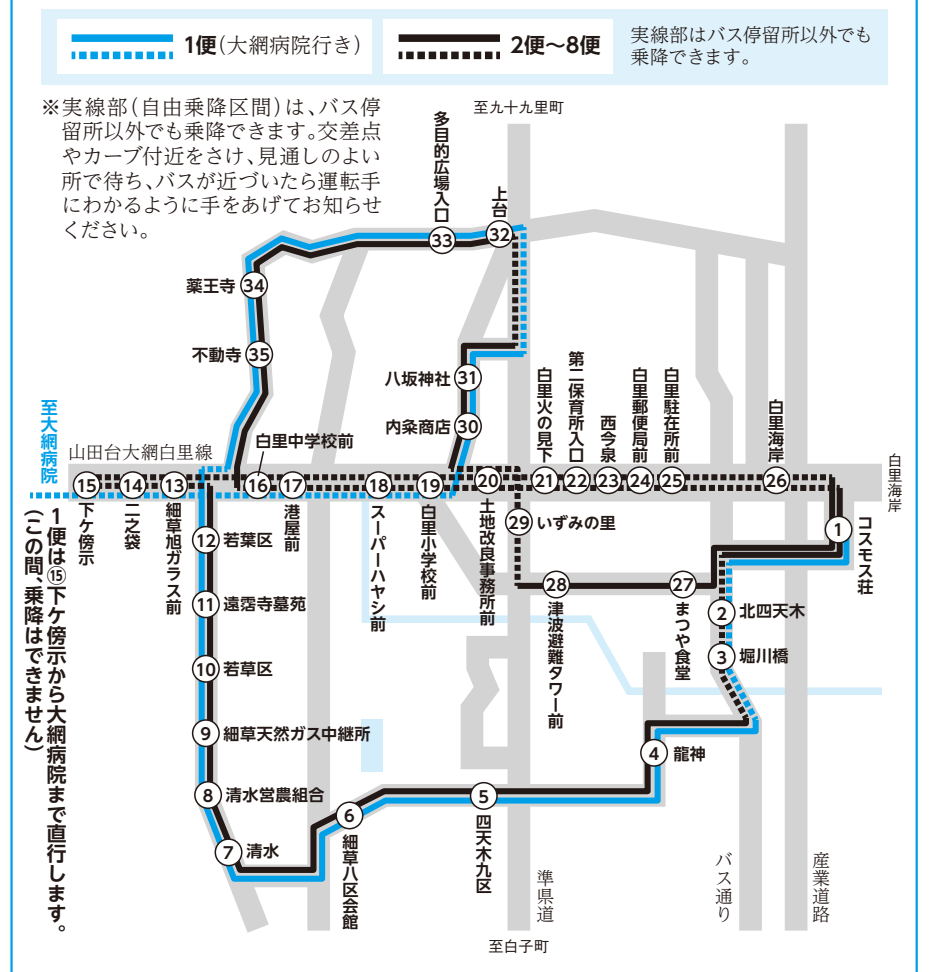 1便(大網病院行き)
2便〜8便
実線部はバス停留所以外でも
乗降できます。
※実線部(自由乗降区間)は、バス停
留所以外でも乗降できます。交差点
やカーブ付近をさけ、見通しのよい
所で待ち、バスが近づいたら運転手
にわかるように手をあげてお知らせ
ください。
至九十九里町
多目的広場入口
33
上台
32
薬王寺 34
不動寺 35
八坂神社 31
内粂商店 30
至大網病院
山田台大網白里線
白里中学校前
白里火の見下
第二保育所入口
西今泉
白里郵便局前
白里駐在所前
白里海岸
白里海岸
15 14 13 16 17 18 19 20 21 22 23 24 25 26
下ケ傍示
二之袋
細草旭ガラス前
港屋前
スーパーハヤシ前
白里小学校前
土地改良事務所前
29 いずみの里
1
コスモス荘
12 若葉区
11 遠霑寺墓苑
10 若草区
9 細草天然ガス中継所
8 清水営農組合
7 清水
6
細草八区会館
5
四天木九区
4 龍神
3 堀川橋
2 北四天木
27
まつや食堂
28
津波避難タワー前
1便は⑮下ケ傍示から大網病院まで直行します。
(この間、乗降はできません)
準県道
バス通り
産業道路
至白子町